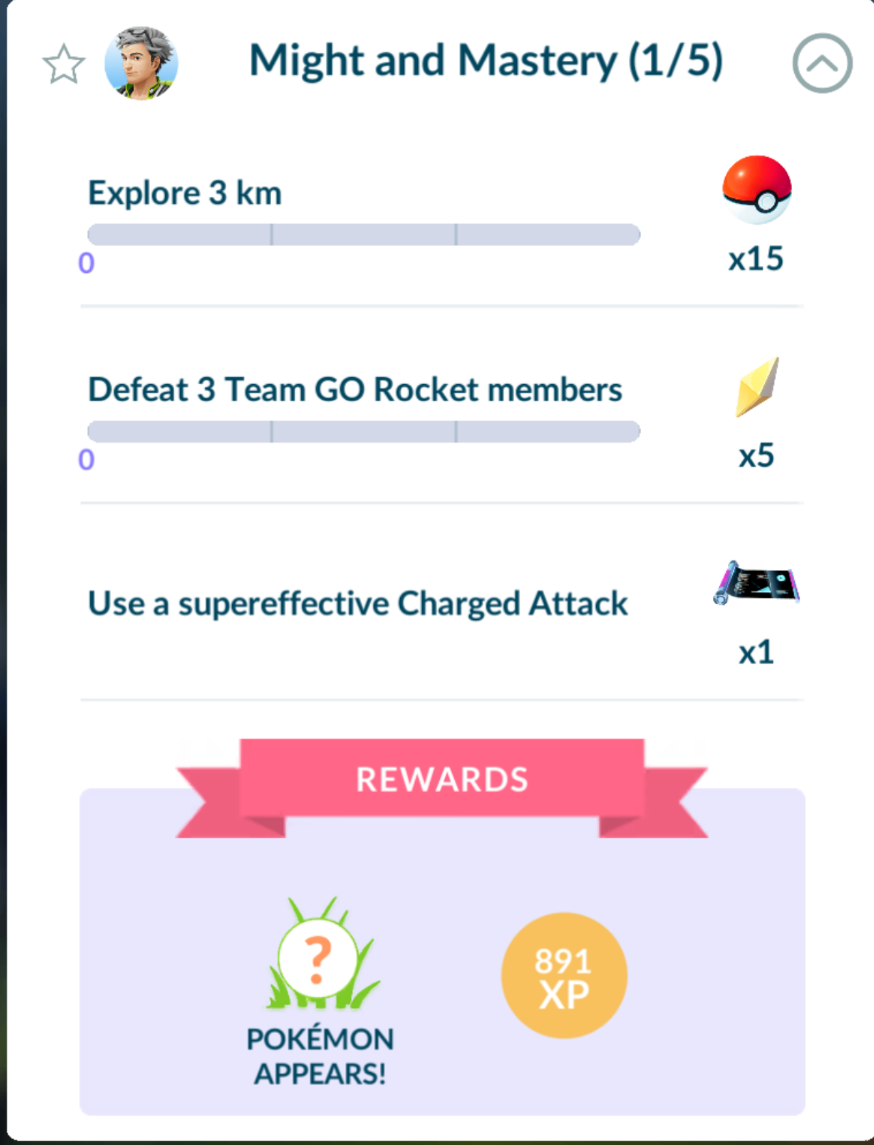 Might and Mastery (1/5)
Explore 3 km
0
x15
Defeat 3 Team GO Rocket members
0
x5
Use a supereffective Charged Attack
x1
REWARDS
?
POKÉMON
APPEARS!
891
XP